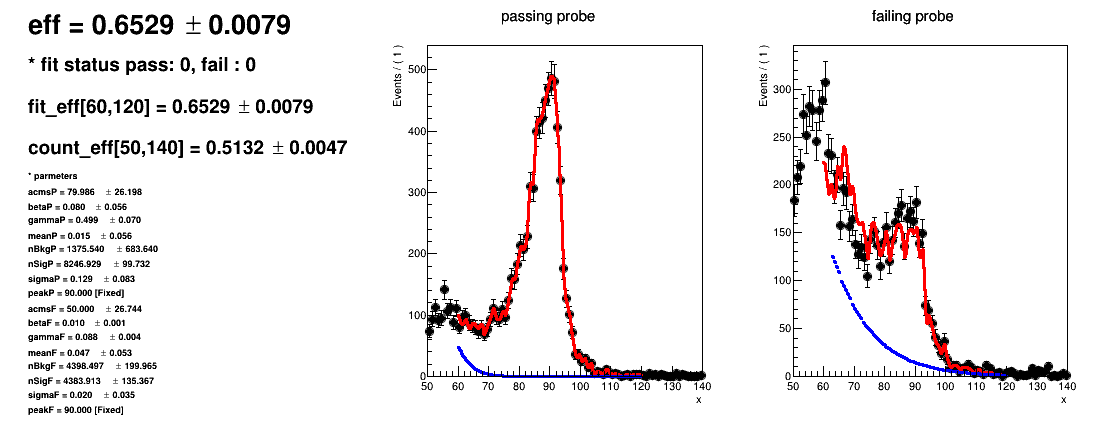 eff = 0.6529 ± 0.0079
* fit status pass: 0, fail : 0
fit_eff[60,120] = 0.6529 ± 0.0079
count_eff[50,140] = 0.5132 ± 0.0047
* parmeters
acmsP = 79.986 ± 26.198
betaP = 0.080 ± 0.056
gammaP = 0.499 ± 0.070
meanP = 0.015 ± 0.056
nBkgP = 1375.540 ± 683.640
nSigP = 8246.929 ± 99.732
sigmaP = 0.129 ± 0.083
peakP = 90.000 [Fixed]
acmsF = 50.000 ± 26.744
betaF = 0.010 ± 0.001
gammaF = 0.088 ± 0.004
meanF = 0.047 ± 0.053
nBkgF = 4398.497 ± 199.965
nSigF = 4383.913 ± 135.367
sigmaF = 0.020 ± 0.035
peakF = 90.000 [Fixed]
passing probe
Events / ( 1 )
500
400
300
200
100
0
50 60 70 80 90 100 110 120 130 140
x
failing probe
Events / ( 1 )
300
250
200
150
100
50
0
50 60 70 80 90 100 110 120 130 140
x